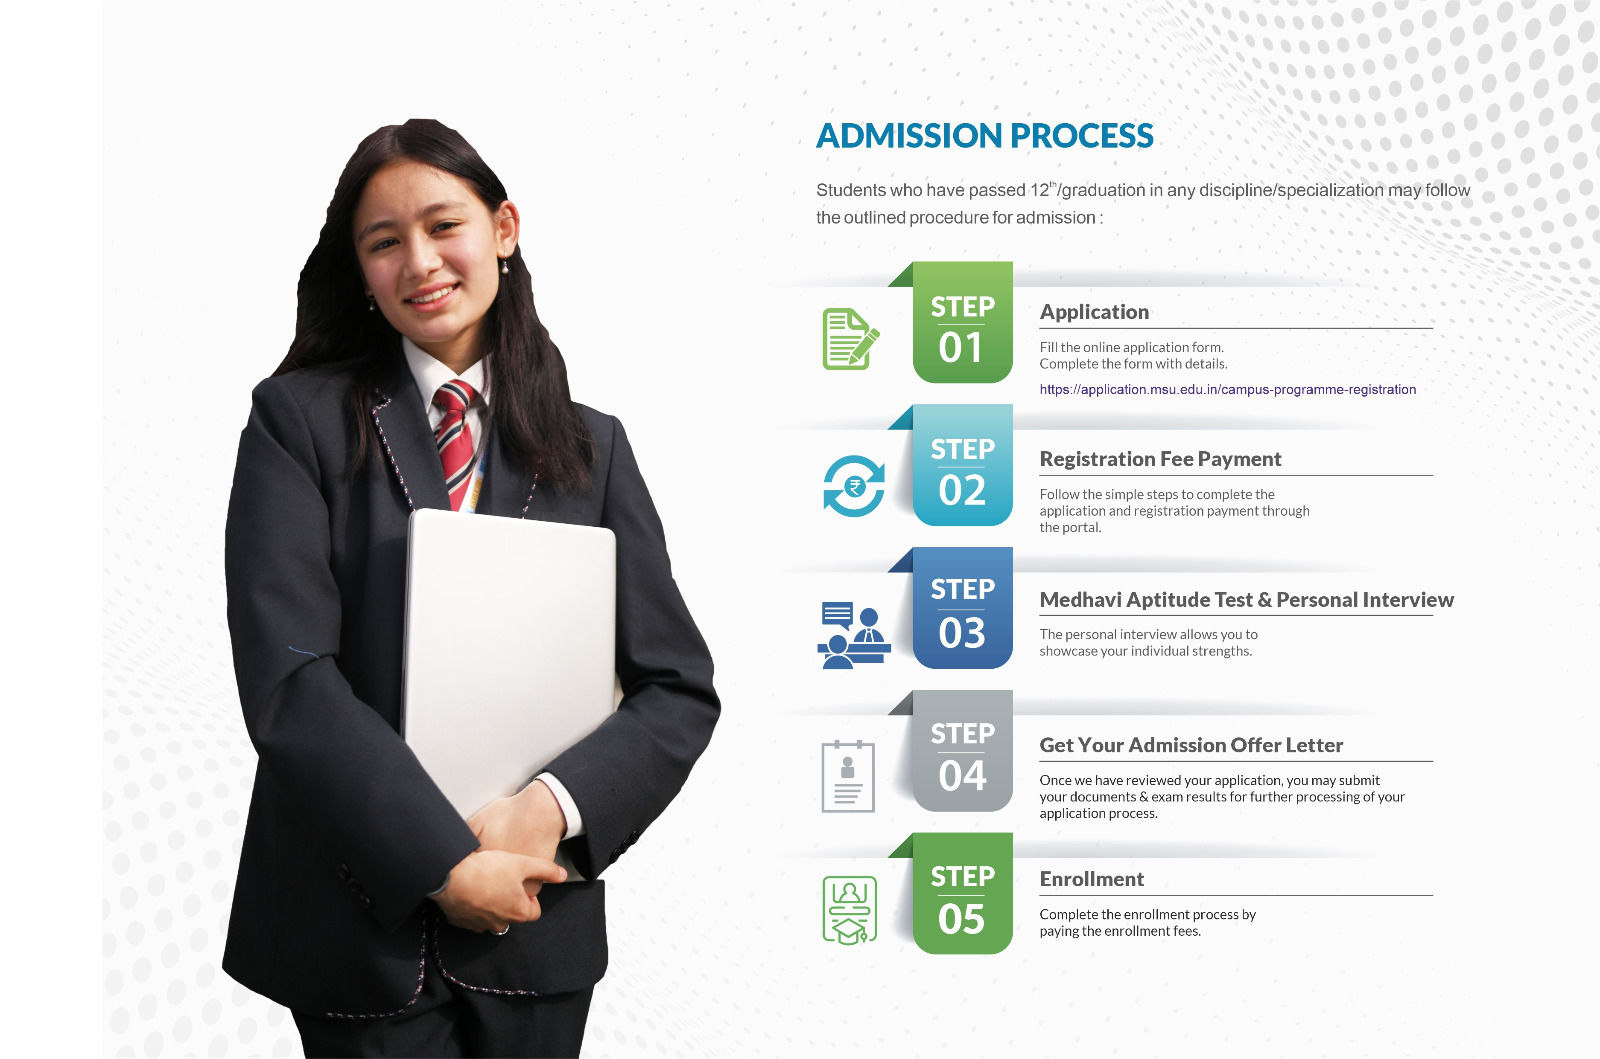 ADMISSION PROCESS
Students who have passed 12th/graduation in any discipline/specialization may follow
the outlined procedure for admission :
STEP
01
Application
Fill the online application form.
Complete the form with details.
https://application.msu.edu.in/campus-programme-registration
STEP
02
Registration Fee Payment
Follow the simple steps to complete the
application and registration payment through
the portal.
₹
STEP
03
Medhavi Aptitude Test & Personal Interview
The personal interview allows you to
showcase your individual strengths.
STEP
04
Get Your Admission Offer Letter
Once we have reviewed your application, you may submit
your documents & exam results for further processing of your
application process.
STEP
05
Enrollment
Complete the enrollment process by
paying the enrollment fees.